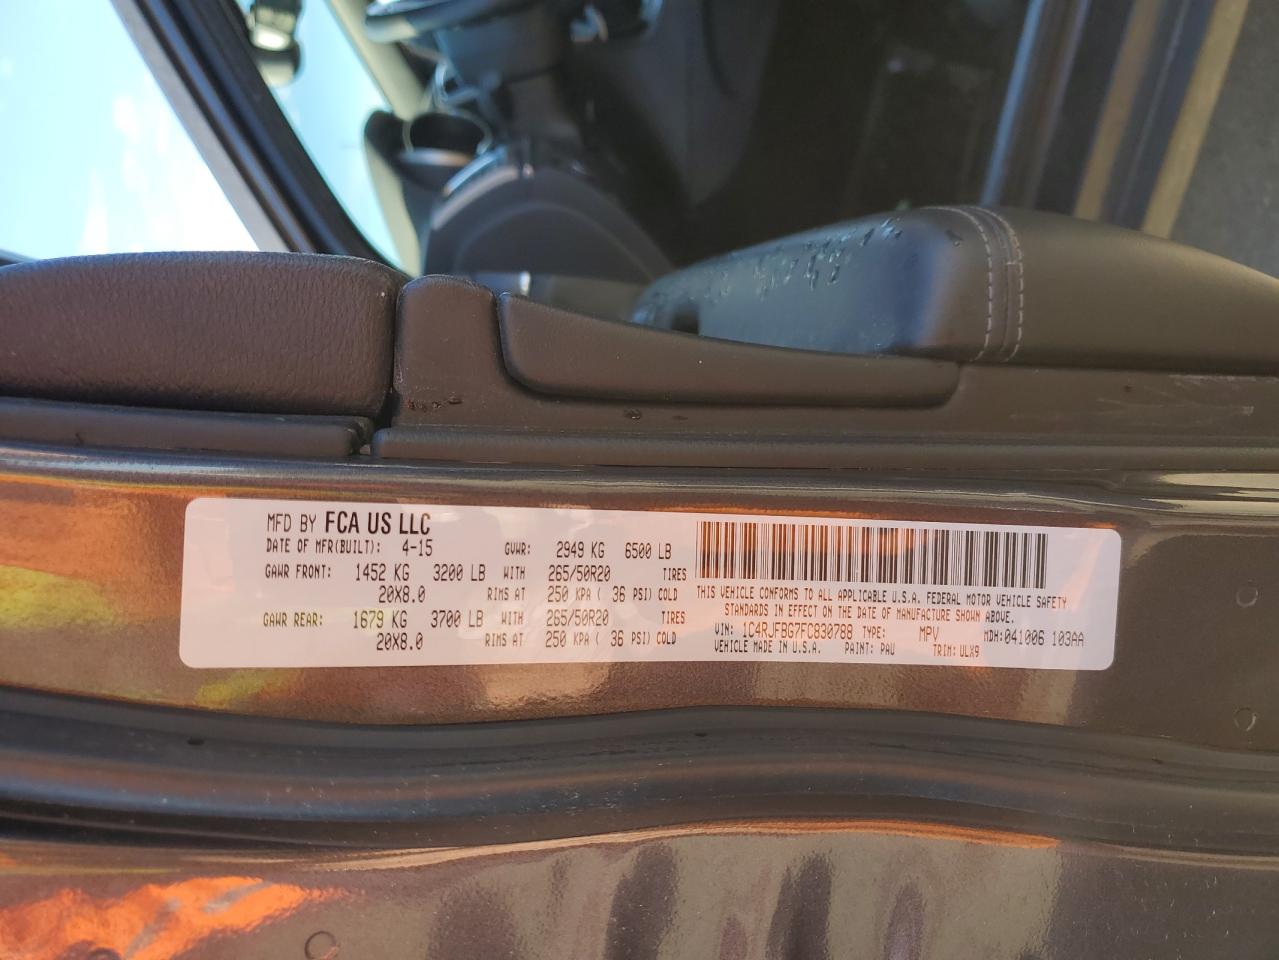 MFD BY FCA US LLC
DATE OF MFR(BUILT): 4-15 GVWR: 2949 KG 6500 LB
GAWR FRONT: 1452 KG 3200 LB WITH 265/50R20 TIRES
20X8.0 RIMS AT 250 KPA ( 36 PSI) COLD
GAWR REAR: 1679 KG 3700 LB WITH 265/50R20 TIRES
20X8.0 RIMS AT 250 KPA ( 36 PSI) COLD
THIS VEHICLE CONFORMS TO ALL APPLICABLE U.S.A. FEDERAL MOTOR VEHICLE SAFETY
STANDARDS IN EFFECT ON THE DATE OF MANUFACTURE SHOWN ABOVE.
VIN: 1C4RJFBG7FC830788 TYPE: MPV MDH:041006 103AA
VEHICLE MADE IN U.S.A. PAINT: PAU TRIM: ULX9